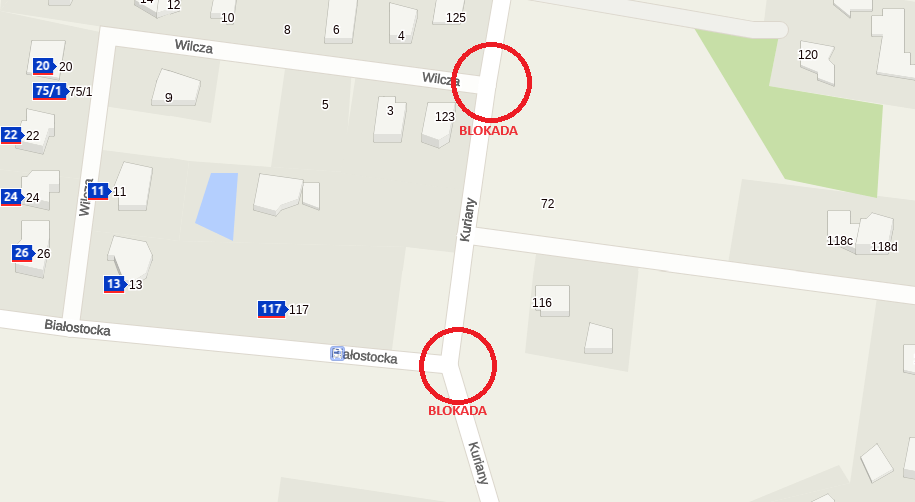 14
12
10
8
6
4
125
Wilcza
Wilcza
BLOKADA
120
20 20
75/1 75/1
9
5
3
123
22 22
11 11
24 24
Wilcza
Kuriany
72
118c
118d
26 26
13 13
117 117
116
Białostocka
Białostocka
BLOKADA
Kuriany